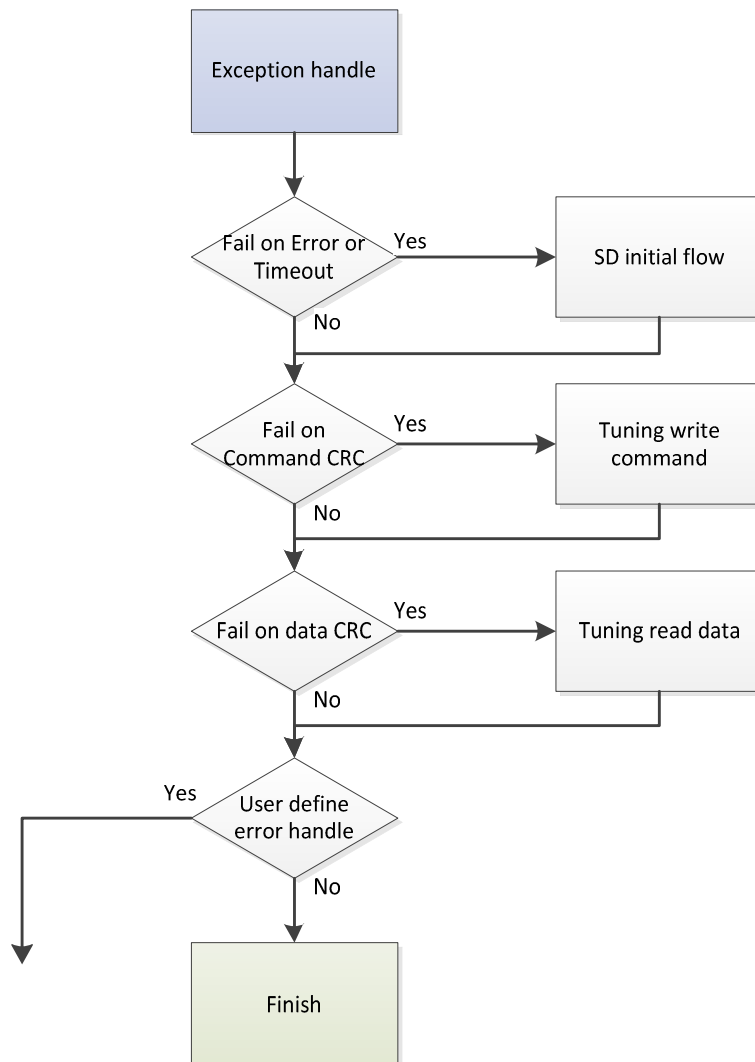 Exception handle
Fail on Error or
Timeout
Yes
SD initial flow
No
Fail on
Command CRC
Yes
Tuning write
command
No
Fail on data CRC
Yes
Tuning read data
No
Yes
User define
error handle
No
Finish